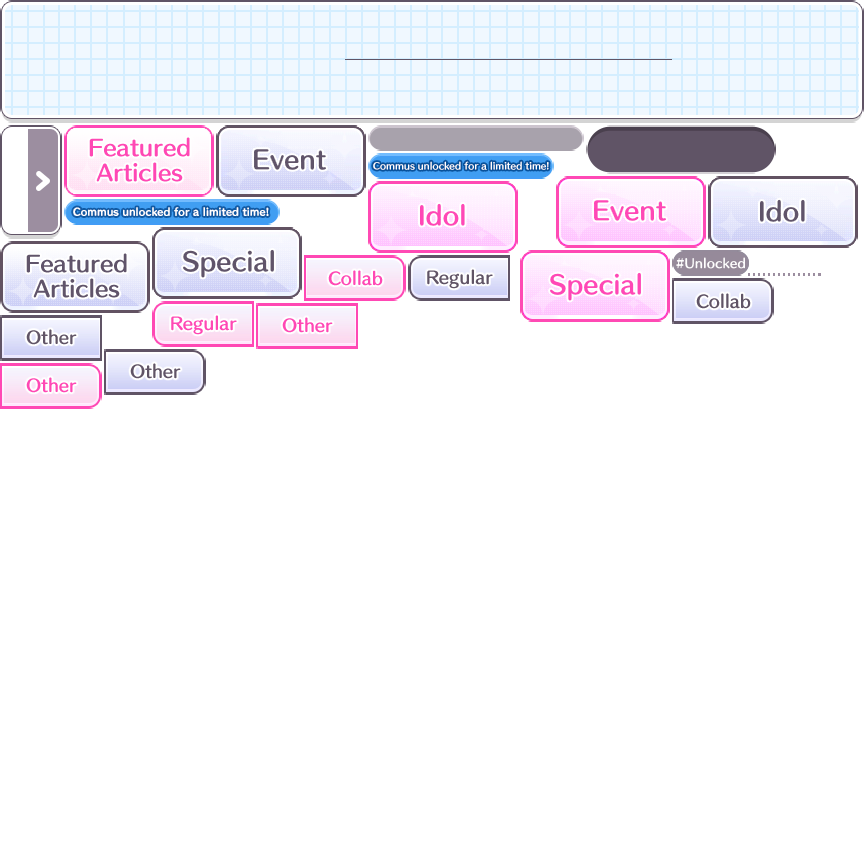 Featured
Articles
Event
Commus unlocked for a limited time!
Commus unlocked for a limited time!
Idol
Event
Idol
Featured
Articles
Special
Collab
Regular
Special
#Unlocked
Collab
Other
Regular
Other
Other
Other